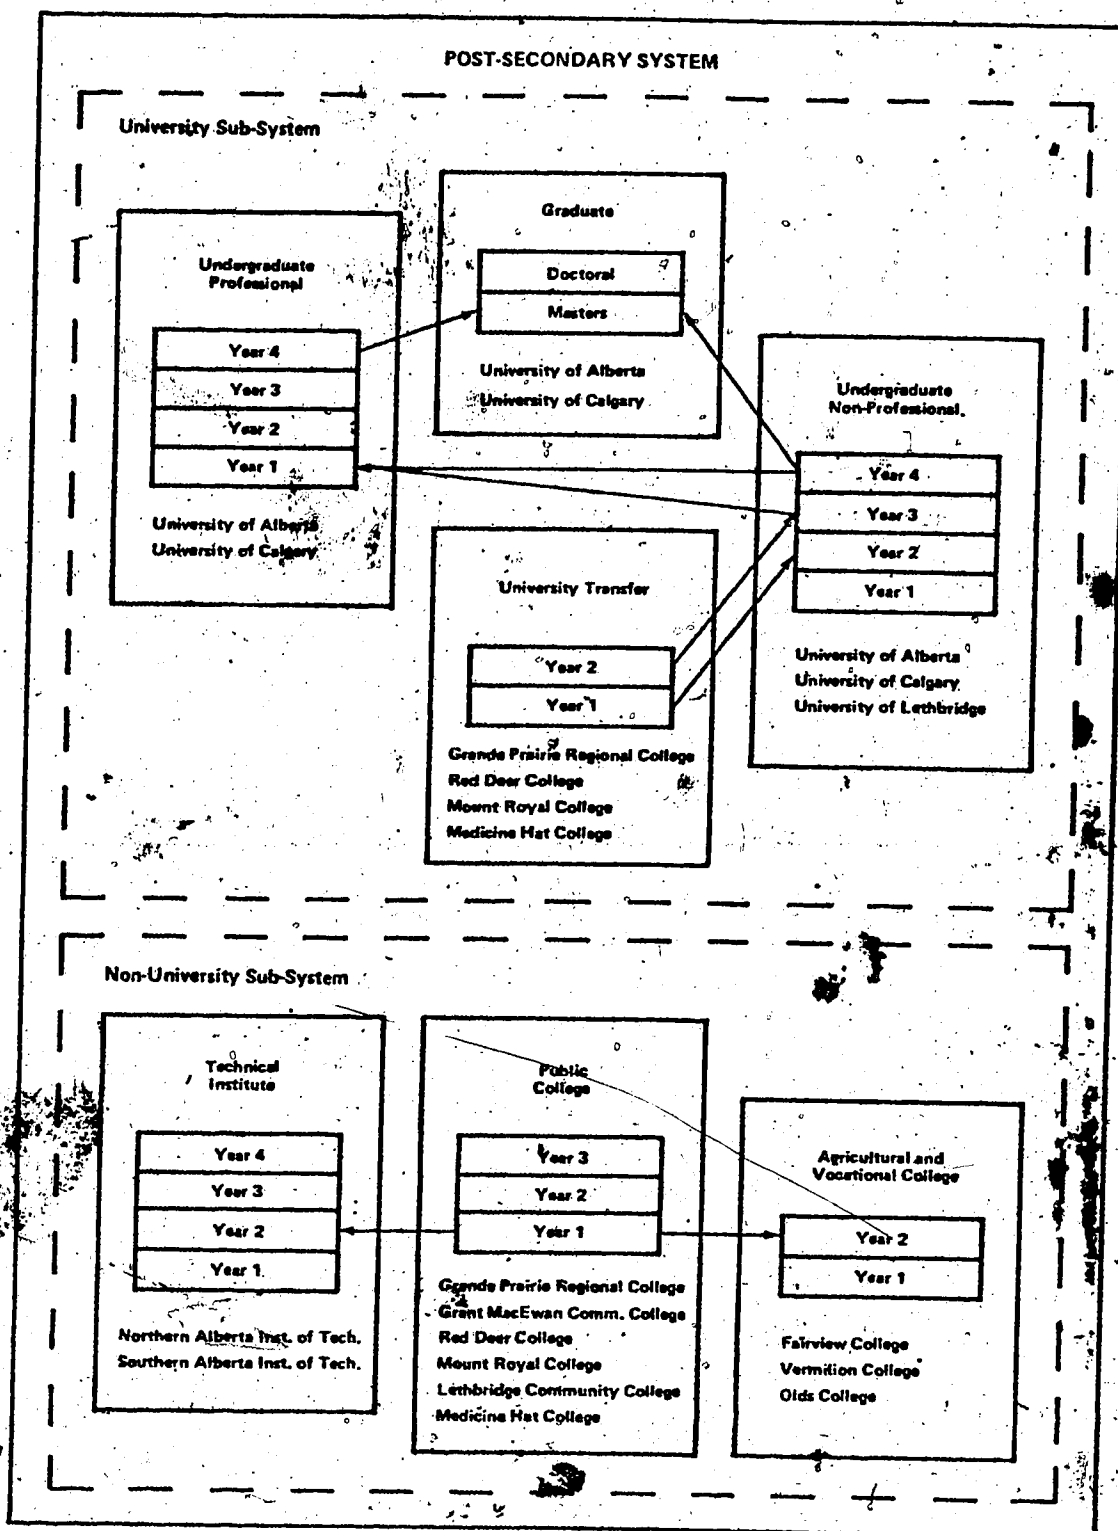 POST-SECONDARY SYSTEM
University Sub-System
Undergraduate
Professional
Year 4
Year 3
Year 2
Year 1
University of Alberta
University of Calgary
Graduate
Doctoral
Masters
University of Alberta
University of Calgary
Undergraduate
Non-Professional
Year 4
Year 3
Year 2
Year 1
University of Alberta
University of Calgary
University of Lethbridge
University Transfer
Year 2
Year 1
Grande Prairie Regional College
Red Deer College
Mount Royal College
Medicine Hat College
Non-University Sub-System
Technical
Institute
Year 4
Year 3
Year 2
Year 1
Northern Alberta Inst. of Tech.
Southern Alberta Inst. of Tech.
Public
College
Year 3
Year 2
Year 1
Grande Prairie Regional College
Grant MacEwan Comm. College
Red Deer College
Mount Royal College
Lethbridge Community College
Medicine Hat College
Agricultural and
Vocational College
Year 2
Year 1
Fairview College
Vermilion College
Olds College